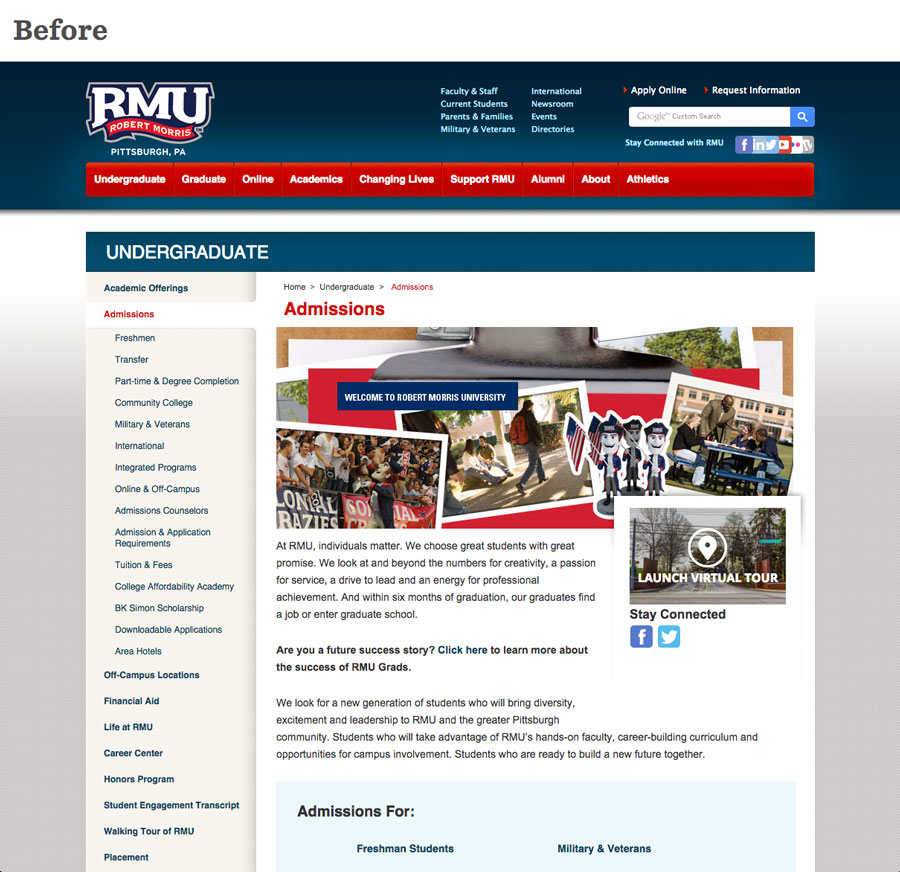 Before
RMU
ROBERT MORRIS
PITTSBURGH, PA
Faculty & Staff
Current Students
Parents & Families
Military & Veterans
International
Newsroom
Events
Directories
Apply Online
Request Information
Google™ Custom Search
Stay Connected with RMU
Undergraduate
Graduate
Online
Academics
Changing Lives
Support RMU
Alumni
About
Athletics
UNDERGRADUATE
Academic Offerings
Admissions
Freshmen
Transfer
Part-time & Degree Completion
Community College
Military & Veterans
International
Integrated Programs
Online & Off-Campus
Admissions Counselors
Admission & Application
Requirements
Tuition & Fees
College Affordability Academy
BK Simon Scholarship
Downloadable Applications
Area Hotels
Off-Campus Locations
Financial Aid
Life at RMU
Career Center
Honors Program
Student Engagement Transcript
Walking Tour of RMU
Placement
Home > Undergraduate > Admissions
Admissions
WELCOME TO ROBERT MORRIS UNIVERSITY
At RMU, individuals matter. We choose great students with great
promise. We look at and beyond the numbers for creativity, a passion
for service, a drive to lead and an energy for professional
achievement. And within six months of graduation, our graduates find
a job or enter graduate school.
Are you a future success story? Click here to learn more about
the success of RMU Grads.
We look for a new generation of students who will bring diversity,
excitement and leadership to RMU and the greater Pittsburgh
community. Students who will take advantage of RMU's hands-on faculty, career-building curriculum and
opportunities for campus involvement. Students who are ready to build a new future together.
LAUNCH VIRTUAL TOUR
Stay Connected
Admissions For:
Freshman Students
Military & Veterans